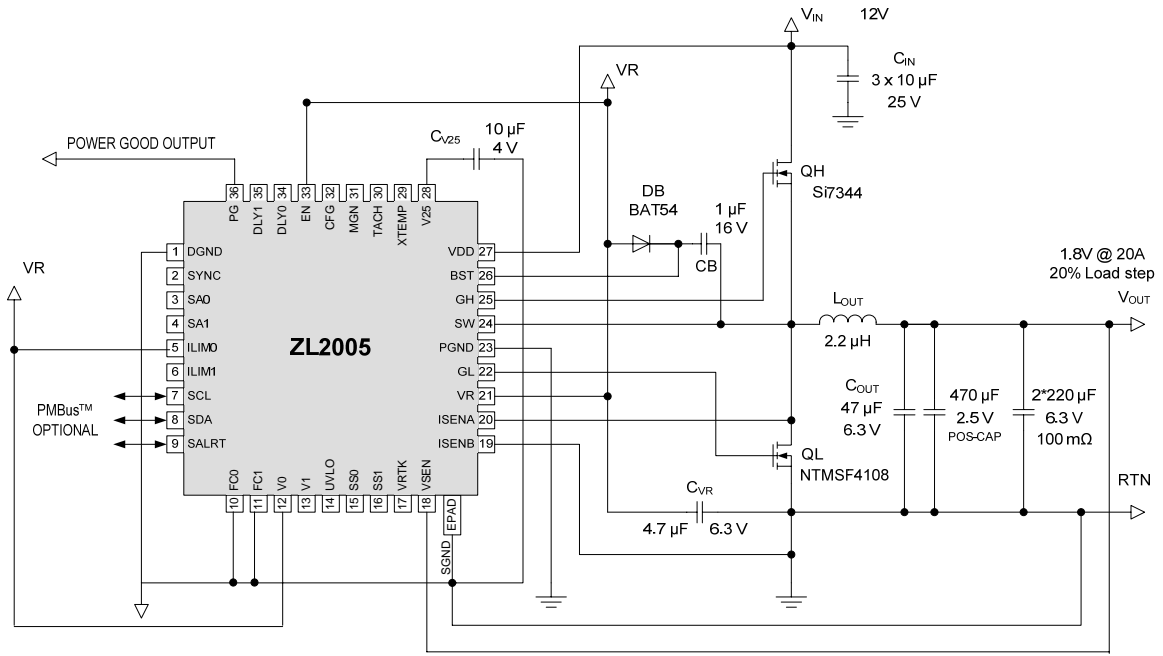 VIN 12V
CIN
3 x 10 µF
25 V
VR
POWER GOOD OUTPUT
CV25
10 µF
4 V
36 35 34 33 32 31 30 29 28
PG DLY1 DLY0 EN CFG MGN TACH XTEMP V25
QH
Si7344
DB
BAT54
1 µF
16 V
CB
VR
1 DGND
2 SYNC
3 SA0
4 SA1
5 ILIM0
6 ILIM1
7 SCL
8 SDA
9 SALRT
PMBus™
OPTIONAL
ZL2005
VDD 27
BST 26
GH 25
SW 24
PGND 23
GL 22
VR 21
ISENA 20
ISENB 19
LOUT
2.2 µH
1.8V @ 20A
20% Load step
VOUT
COUT
47 µF
6.3 V
470 µF
2.5 V
POS-CAP
2*220 µF
6.3 V
100 mΩ
QL
NTMSF4108
RTN
CVR
4.7 µF 6.3 V
FC0 FC1 V0 V1 UVLO SS0 SS1 VRTK VSEN
10 11 12 13 14 15 16 17 18
EPAD
SGND